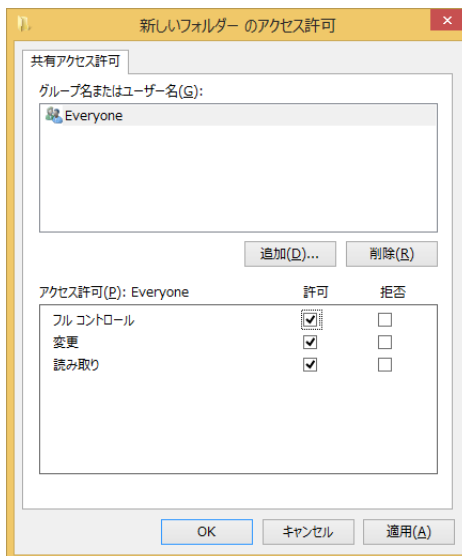 新しいフォルダー のアクセス許可
共有アクセス許可
グループ名またはユーザー名(G):
Everyone
追加(D)...
削除(R)
アクセス許可(P): Everyone 許可 拒否
フル コントロール
変更
読み取り
OK キャンセル 適用(A)